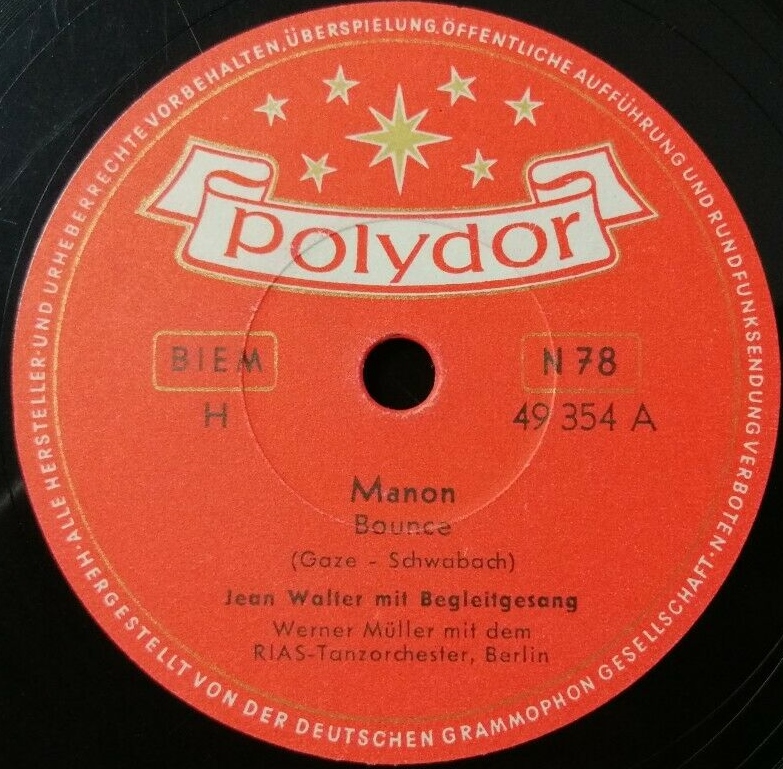 ·ALLE HERSTELLER-UND URHEBERRECHTE VORBEHALTEN,ÜBERSPIELUNG,ÖFFENTLICHE AUFFÜHRUNG UND RUNDFUNKSENDUNG VERBOTEN·
polydor
BIEM
N 78
H
49 354 A
Manon
Bounce
(Gaze - Schwabach)
Jean Walter mit Begleitgesang
Werner Müller mit dem
RIAS-Tanzorchester, Berlin
HERGESTELLT VON DER DEUTSCHEN GRAMMOPHON GESELLSCHAFT·